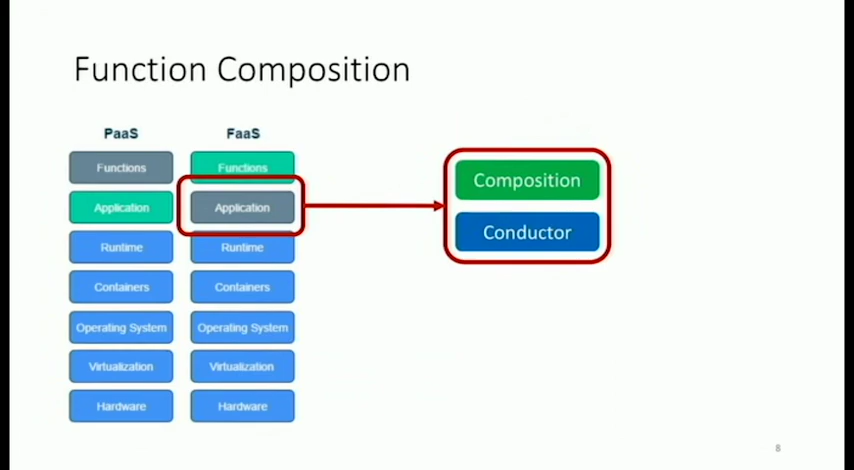 Function Composition
PaaS
FaaS
Functions
Functions
Application
Application
Runtime
Runtime
Containers
Containers
Operating System
Operating System
Virtualization
Virtualization
Hardware
Hardware
Composition
Conductor
8